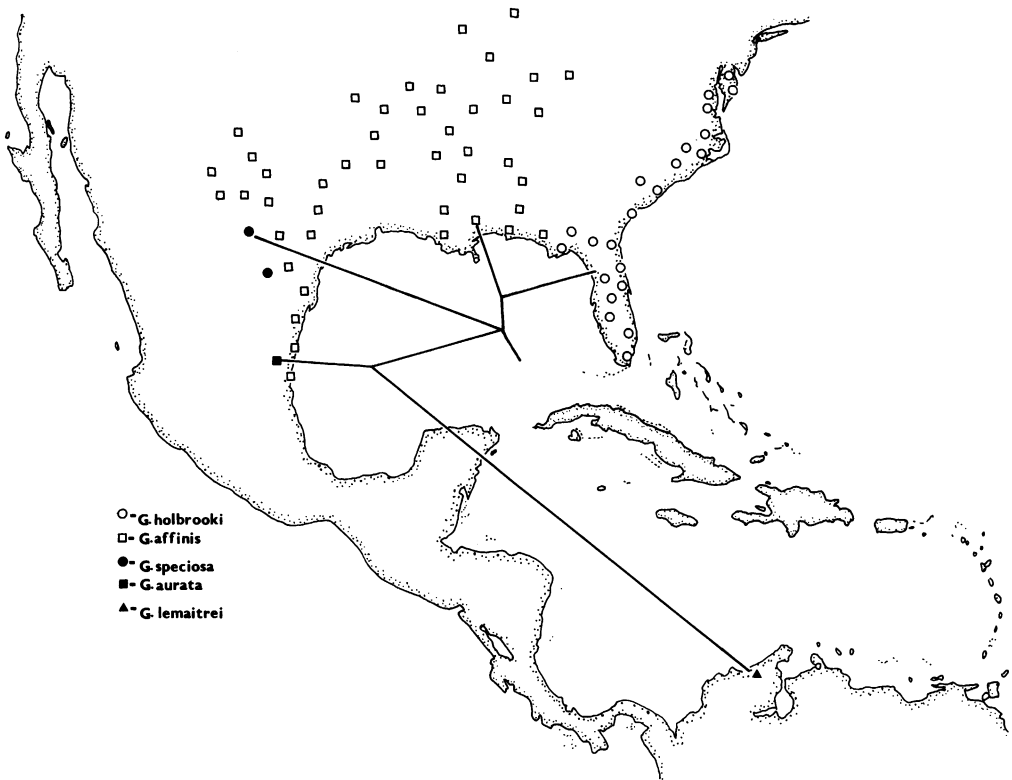 ○-G.holbrooki
□-G.affinis
●-G.speciosa
■-G.aurata
▲-G.lemaitrei